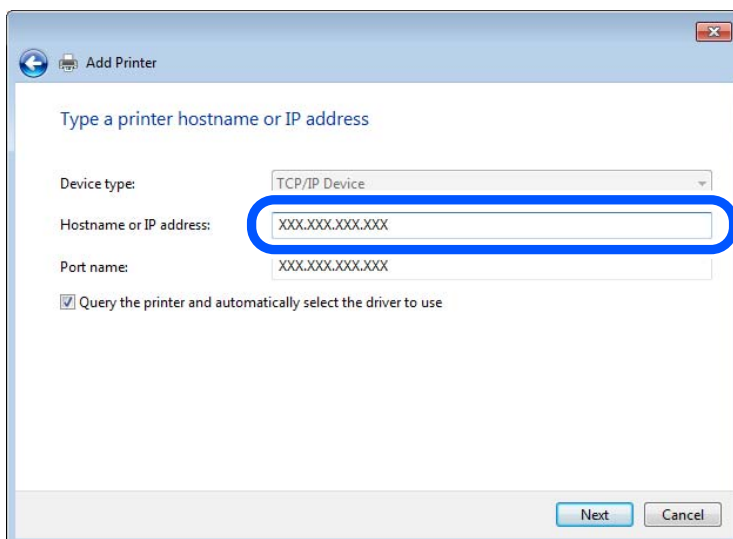 Add Printer
Type a printer hostname or IP address
Device type: TCP/IP Device
Hostname or IP address: XXX.XXX.XXX.XXX
Port name: XXX.XXX.XXX.XXX
Query the printer and automatically select the driver to use
Next Cancel